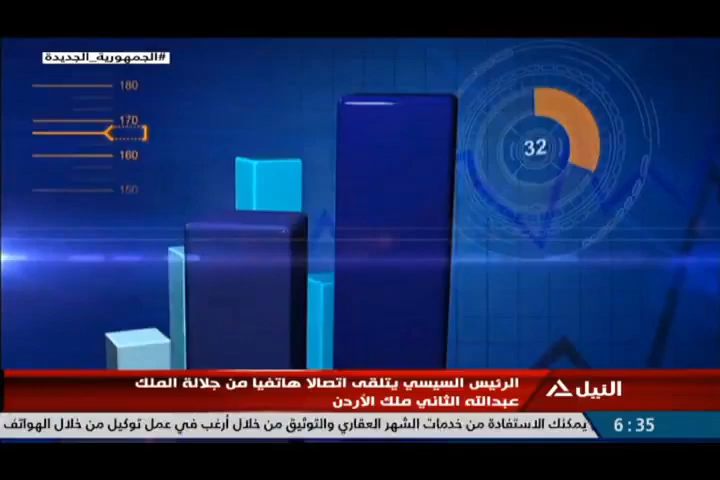 #الجمهورية_الجديدة
180
170
160
150
32
الرئيس السيسي يتلقى اتصالا هاتفيا من جلالة الملك
عبدالله الثاني ملك الأردن
النيل
يمكنك الاستفادة من خدمات الشهر العقاري والتوثيق من خلال أرغب في عمل توكيل من خلال الهواتف
6:35